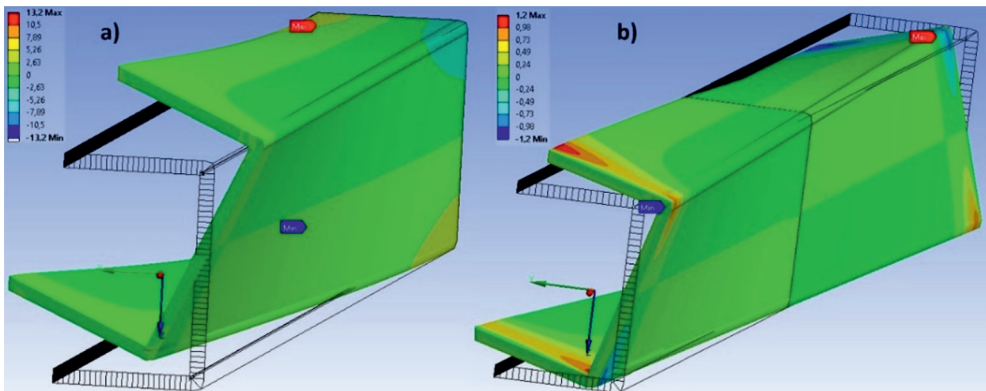 13,2 Max
10,5
7,89
5,26
2,63
0
-2,63
-5,26
-7,89
-10,5
-13,2 Min
a)
Max
Min
1,2 Max
0,98
0,73
0,49
0,24
0
-0,24
-0,49
-0,73
-0,98
-1,2 Min
b)
Max
Min